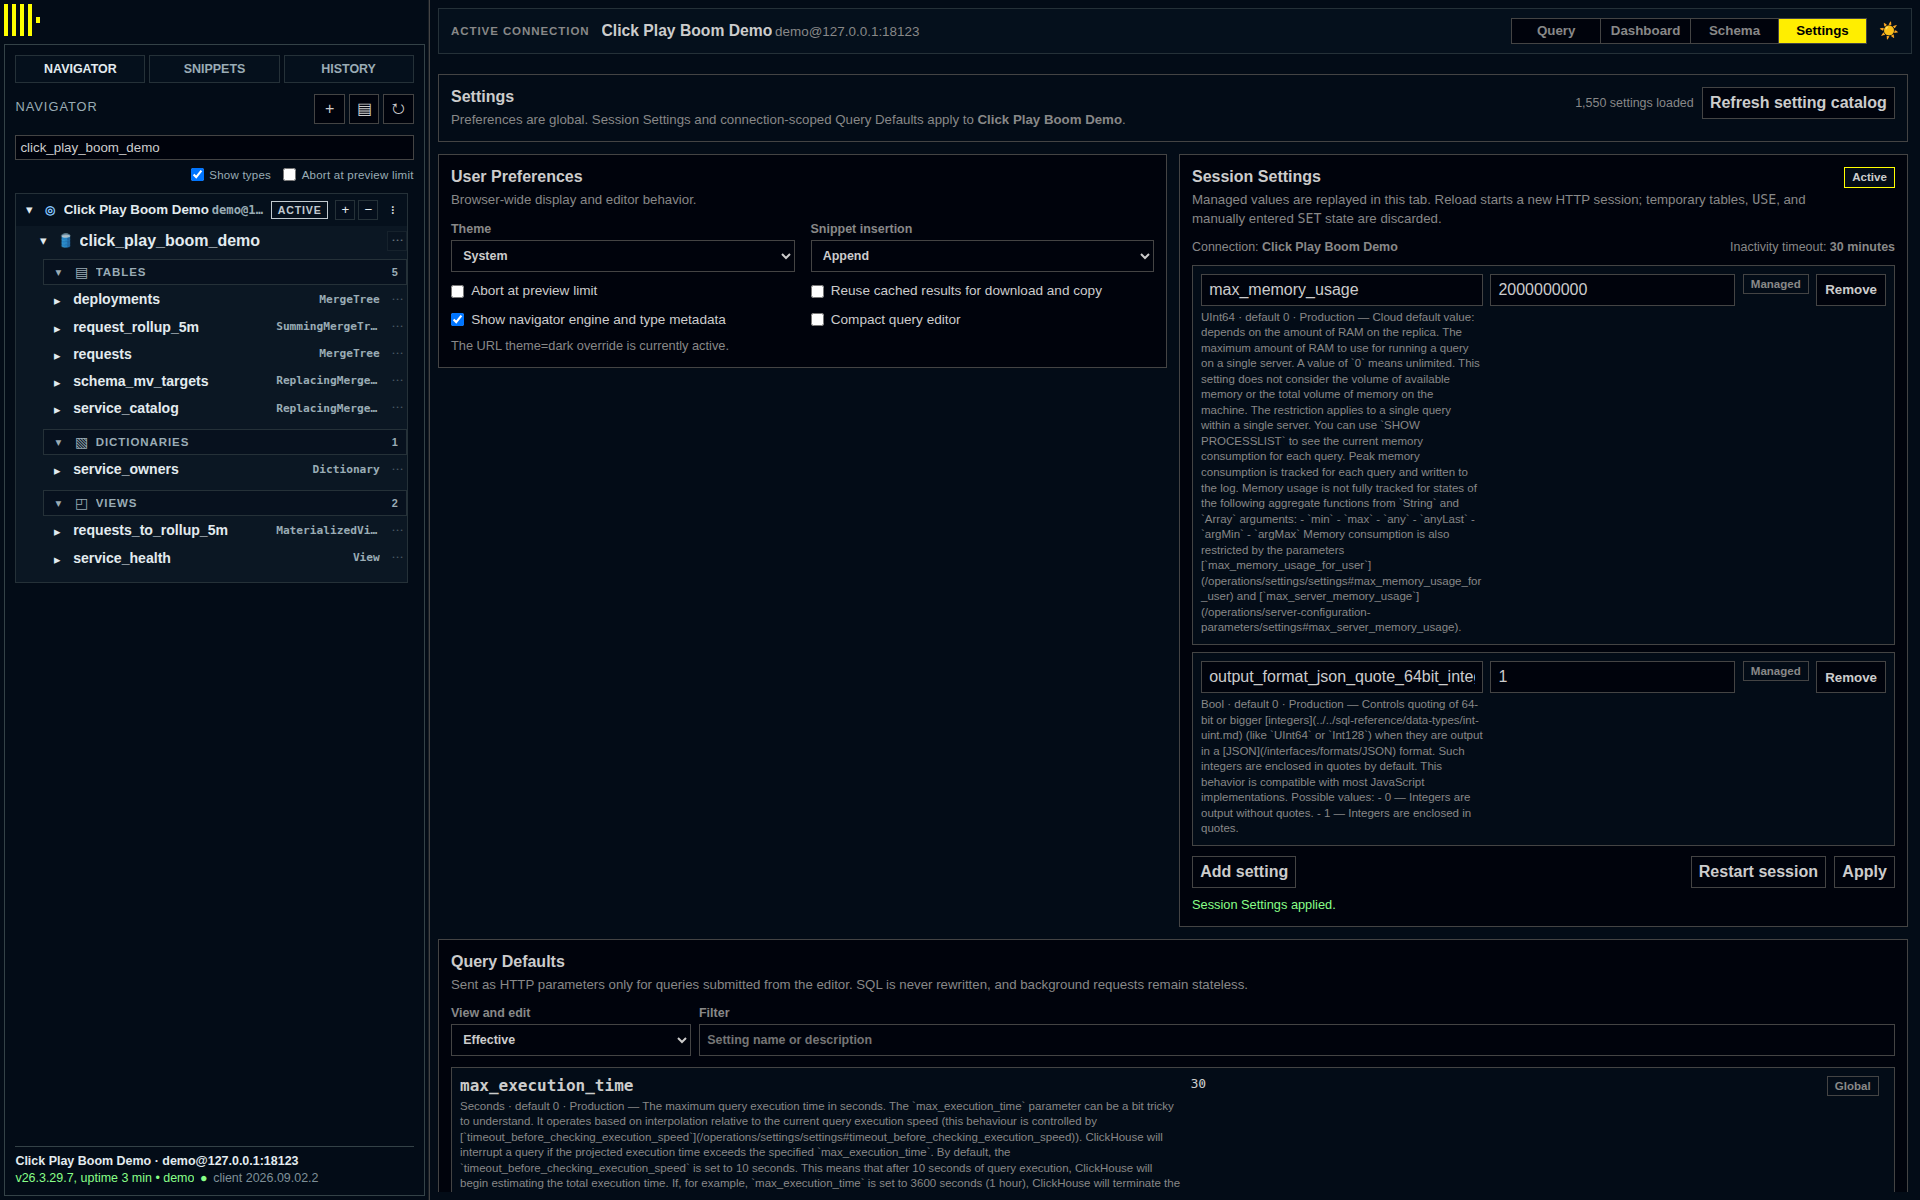 NAVIGATOR SNIPPETS HISTORY
NAVIGATOR + 
click_play_boom_demo
Show types Abort at preview limit
Click Play Boom Demo demo@1… ACTIVE + −
click_play_boom_demo ···
TABLES 5
deployments MergeTree ···
request_rollup_5m SummingMergeTr… ···
requests MergeTree ···
schema_mv_targets ReplacingMerge… ···
service_catalog ReplacingMerge… ···
DICTIONARIES 1
service_owners Dictionary ···
VIEWS 2
requests_to_rollup_5m MaterializedVi… ···
service_health View ···
Click Play Boom Demo · demo@127.0.0.1:18123
v26.3.29.7, uptime 3 min • demo ● client 2026.09.02.2
ACTIVE CONNECTION Click Play Boom Demo demo@127.0.0.1:18123
Query Dashboard Schema Settings
Settings
Preferences are global. Session Settings and connection-scoped Query Defaults apply to Click Play Boom Demo.
1,550 settings loaded Refresh setting catalog
User Preferences
Browser-wide display and editor behavior.
Theme Snippet insertion
System Append
Abort at preview limit Reuse cached results for download and copy
Show navigator engine and type metadata Compact query editor
The URL theme=dark override is currently active.
Session Settings Active
Managed values are replayed in this tab. Reload starts a new HTTP session; temporary tables, USE, and
manually entered SET state are discarded.
Connection: Click Play Boom Demo Inactivity timeout: 30 minutes
max_memory_usage 2000000000 Managed Remove
UInt64 · default 0 · Production — Cloud default value:
depends on the amount of RAM on the replica. The
maximum amount of RAM to use for running a query
on a single server. A value of `0` means unlimited. This
setting does not consider the volume of available
memory or the total volume of memory on the
machine. The restriction applies to a single query
within a single server. You can use `SHOW
PROCESSLIST` to see the current memory
consumption for each query. Peak memory
consumption is tracked for each query and written to
the log. Memory usage is not fully tracked for states of
the following aggregate functions from `String` and
`Array` arguments: - `min` - `max` - `any` - `anyLast` -
`argMin` - `argMax` Memory consumption is also
restricted by the parameters
[`max_memory_usage_for_user`]
(/operations/settings/settings#max_memory_usage_for
_user) and [`max_server_memory_usage`]
(/operations/server-configuration-
parameters/settings#max_server_memory_usage).
output_format_json_quote_64bit_inte 1 Managed Remove
Bool · default 0 · Production — Controls quoting of 64-
bit or bigger [integers](../../sql-reference/data-types/int-
uint.md) (like `UInt64` or `Int128`) when they are output
in a [JSON](/interfaces/formats/JSON) format. Such
integers are enclosed in quotes by default. This
behavior is compatible with most JavaScript
implementations. Possible values: - 0 — Integers are
output without quotes. - 1 — Integers are enclosed in
quotes.
Add setting Restart session Apply
Session Settings applied.
Query Defaults
Sent as HTTP parameters only for queries submitted from the editor. SQL is never rewritten, and background requests remain stateless.
View and edit Filter
Effective Setting name or description
max_execution_time 30 Global
Seconds · default 0 · Production — The maximum query execution time in seconds. The `max_execution_time` parameter can be a bit tricky
to understand. It operates based on interpolation relative to the current query execution speed (this behaviour is controlled by
[`timeout_before_checking_execution_speed`](/operations/settings/settings#timeout_before_checking_execution_speed)). ClickHouse will
interrupt a query if the projected execution time exceeds the specified `max_execution_time`. By default, the
`timeout_before_checking_execution_speed` is set to 10 seconds. This means that after 10 seconds of query execution, ClickHouse will
begin estimating the total execution time. If, for example, `max_execution_time` is set to 3600 seconds (1 hour), ClickHouse will terminate the